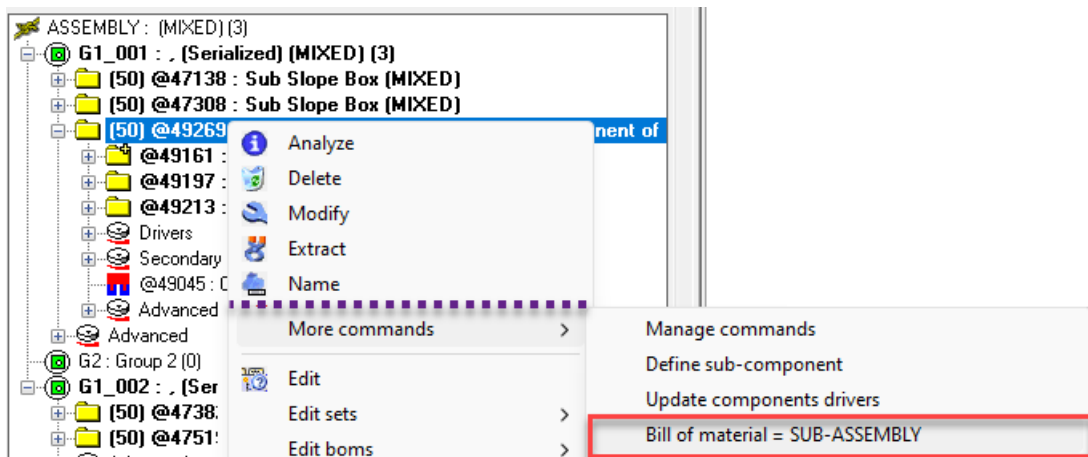 ASSEMBLY : (MIXED) (3)
G1_001 : , (Serialized) (MIXED) (3)
(50) @47138 : Sub Slope Box (MIXED)
(50) @47308 : Sub Slope Box (MIXED)
(50) @49269 nent of
@49161 :
@49197 :
@49213 :
Drivers
Secondary
@49045 :
Advanced
Advanced
G2 : Group 2 (0)
G1_002 : , (Ser
(50) @4738
(50) @4751
Analyze
Delete
Modify
Extract
Name
More commands >
Edit
Edit sets >
Edit boms >
Manage commands
Define sub-component
Update components drivers
Bill of material = SUB-ASSEMBLY